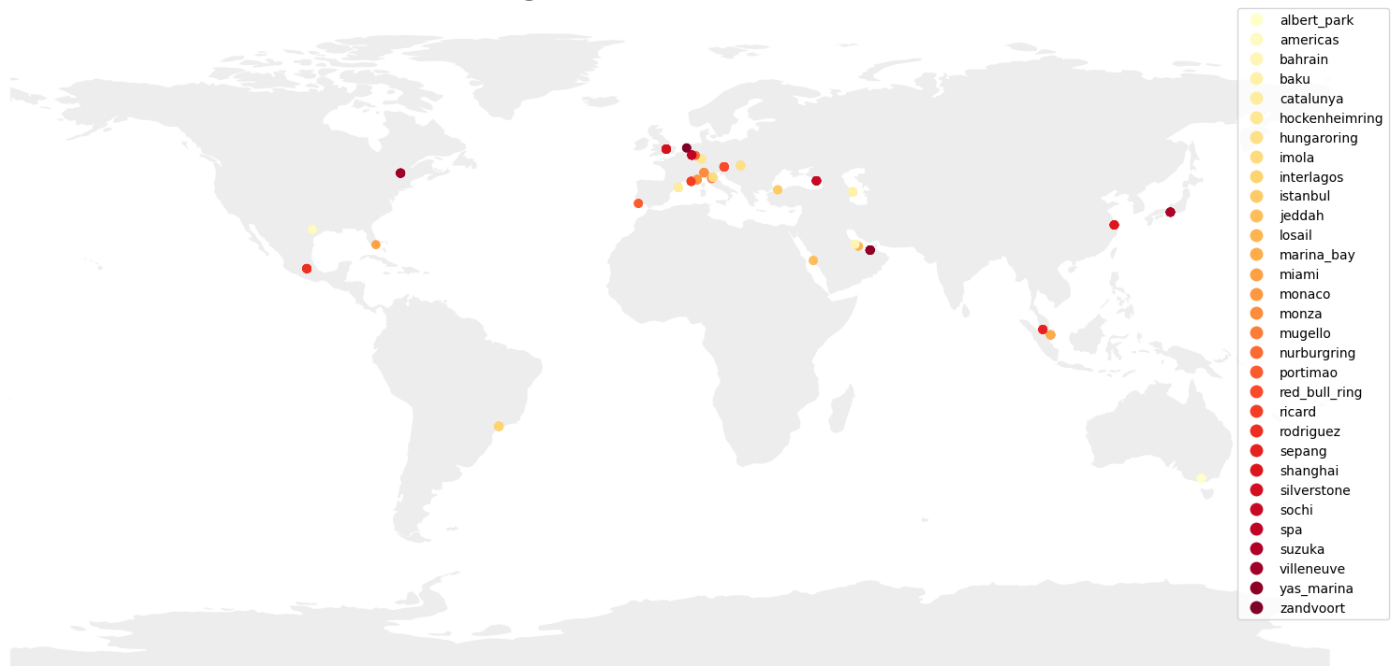 albert_park
americas
bahrain
baku
catalunya
hockenheimring
hungaroring
imola
interlagos
istanbul
jeddah
losail
marina_bay
miami
monaco
monza
mugello
nurburgring
portimao
red_bull_ring
ricard
rodriguez
sepang
shanghai
silverstone
sochi
spa
suzuka
villeneuve
yas_marina
zandvoort